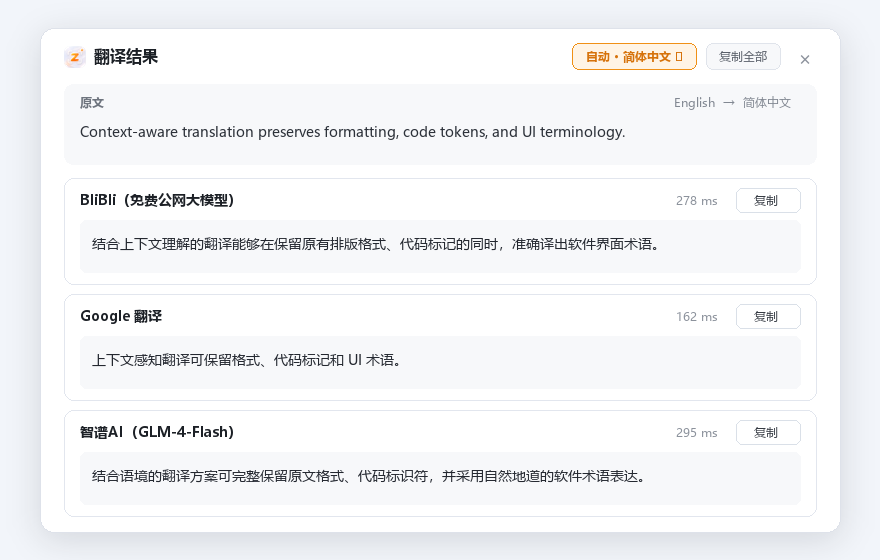 翻译结果
自动・简体中文
复制全部
×
原文
English → 简体中文
Context-aware translation preserves formatting, code tokens, and UI terminology.
BliBli（免费公网大模型）
278 ms
复制
结合上下文理解的翻译能够在保留原有排版格式、代码标记的同时，准确译出软件界面术语。
Google 翻译
162 ms
复制
上下文感知翻译可保留格式、代码标记和 UI 术语。
智谱AI（GLM-4-Flash）
295 ms
复制
结合语境的翻译方案可完整保留原文格式、代码标识符，并采用自然地道的软件术语表达。